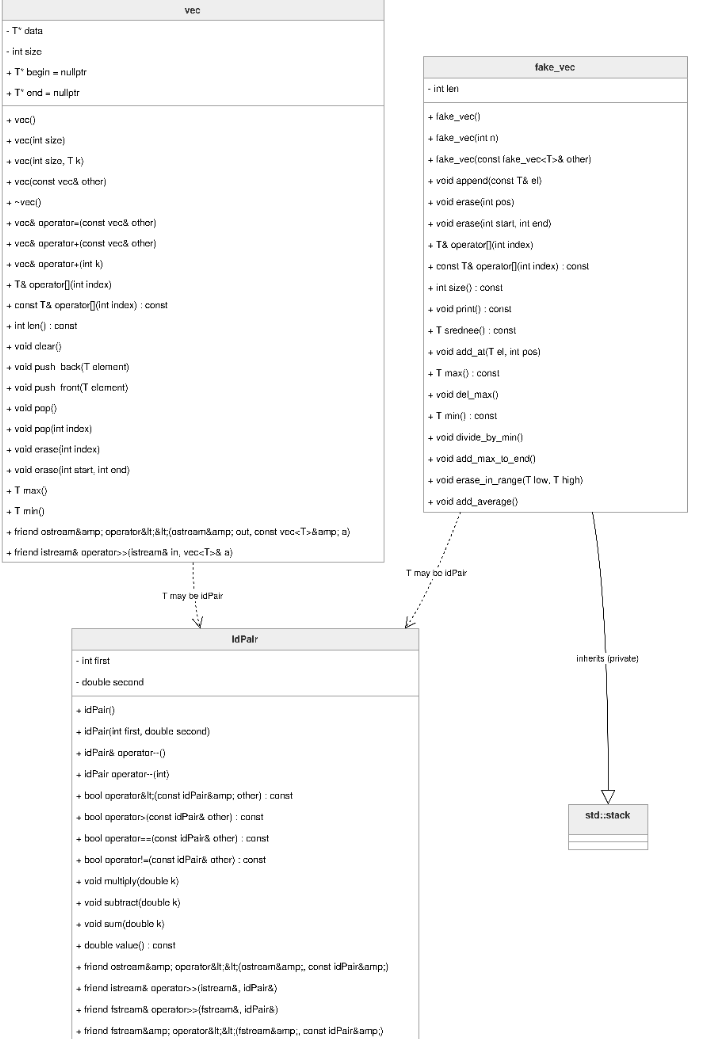 vec
- T* data
- int size
+ T* begin = nullptr
+ T* end = nullptr
+ vec()
+ vec(int size)
+ vec(int size, T k)
+ vec(const vec& other)
+ ~vec()
+ vec& operator=(const vec& other)
+ vec& operator+(const vec& other)
+ vec& operator+(int k)
+ T& operator[](int index)
+ const T& operator[](int index) : const
+ int len() : const
+ void clear()
+ void push_back(T element)
+ void push_front(T element)
+ void pop()
+ void pop(int index)
+ void erase(int index)
+ void erase(int start, int end)
+ T max()
+ T min()
+ friend ostream&amp; operator&lt;&lt;(ostream&amp; out, const vec<T>&amp; a)
+ friend istream& operator>>(istream& in, vec<T>& a)
fake_vec
- int len
+ fake_vec()
+ fake_vec(int n)
+ fake_vec(const fake_vec<T>& other)
+ void append(const T& el)
+ void erase(int pos)
+ void erase(int start, int end)
+ T& operator[](int index)
+ const T& operator[](int index) : const
+ int size() : const
+ void print() : const
+ T srednee() : const
+ void add_at(T el, int pos)
+ T max() : const
+ void del_max()
+ T min() : const
+ void divide_by_min()
+ void add_max_to_end()
+ void erase_in_range(T low, T high)
+ void add_average()
T may be idPair
T may be idPair
inherits (private)
idPair
- int first
- double second
+ idPair()
+ idPair(int first, double second)
+ idPair& operator--()
+ idPair operator--(int)
+ bool operator&lt;(const idPair&amp; other) : const
+ bool operator>(const idPair& other) : const
+ bool operator==(const idPair& other) : const
+ bool operator!=(const idPair& other) : const
+ void multiply(double k)
+ void subtract(double k)
+ void sum(double k)
+ double value() : const
+ friend ostream&amp; operator&lt;&lt;(ostream&amp;, const idPair&amp;)
+ friend istream& operator>>(istream&, idPair&)
+ friend fstream& operator>>(fstream&, idPair&)
+ friend fstream&amp; operator&lt;&lt;(fstream&amp;, const idPair&amp;)
std::stack